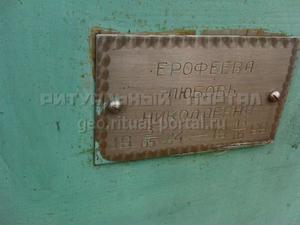 ЕРОФЕЕВА
РИТУАЛЬНЫЙ ПОРТАЛ
ЛЮБОВЬ
НИКОЛАЕВНА
geo.ritual-portal.ru